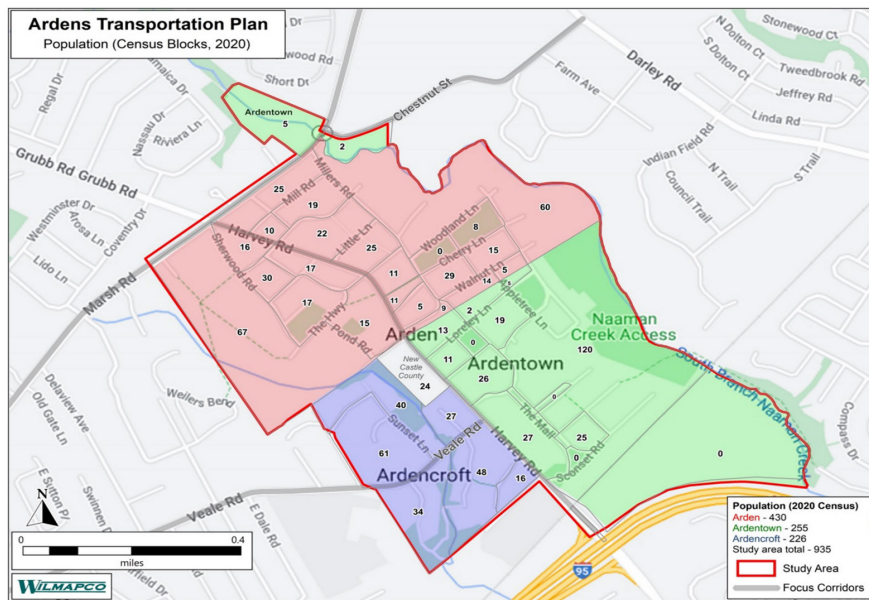 Ardens Transportation Plan
Population (Census Blocks, 2020)
Regal Dr
Jamaica Dr
Nassau Dr
Riviera Ln
Short Dr
Chestnut St
Farm Ave
Darley Rd
Stonewood Ct
N Dolton Ct
S Dolton Ct
Tweedbrook Rd
Jeffrey Rd
Linda Rd
Indian Field Rd
N Trail
S Trail
Council Trail
Ardentown
5
2
Grubb Rd
Grubb Rd
Westminster Dr
Arosa Ln
Coventry Dr
Lido Ln
Marsh Rd
25
Mill Rd
Millers Rd
19
10
16
Harvey Rd
22
Little Ln
25
Sherwood Rd
30
17
17
The Hwy
Pond Rd
15
67
11
11
Woodland Ln
0
8
Cherry Ln
15
60
29
Walnut Ln
5
14
5
5
9
2
Loreley Ln
Appletree Ln
19
13
0
Arden
11
Ardentown
Naaman
Creek Access
120
South Branch Naaman Creek
New
Castle
County
24
26
0
The Mall
27
25
0
Sconset Rd
Harvey Rd
0
40
27
Sunset Ln
61
Veale Rd
Ardencroft
48
16
34
Delaview Ave
Old Gate Ln
Weilers Bend
E Sutton Pl
Swinnen Dr
E Dale Rd
Veale Rd
Compass Dr
N
0
0.4
miles
WILMAPCO
95
Population (2020 Census)
Arden - 430
Ardentown - 255
Ardencroft - 226
Study area total - 935
Study Area
Focus Corridors